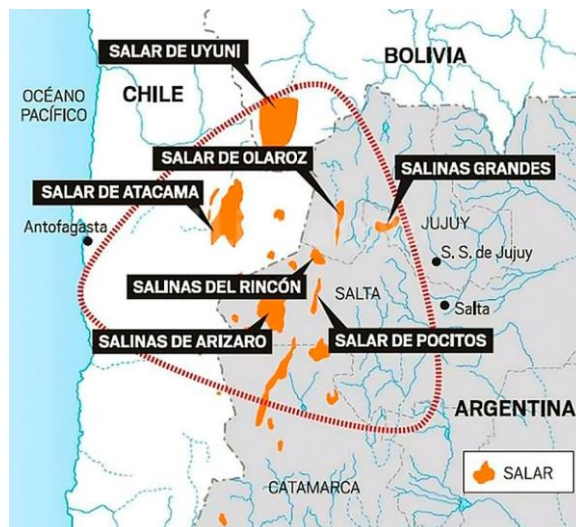 SALAR DE UYUNI
BOLIVIA
OCÉANO
PACÍFICO
CHILE
SALAR DE OLAROZ
SALINAS GRANDES
SALAR DE ATACAMA
Antofagasta
JUJUY
S. S. de Jujuy
SALINAS DEL RINCÓN
SALTA
Salta
SALINAS DE ARIZARO
SALAR DE POCITOS
ARGENTINA
SALAR
CATAMARCA